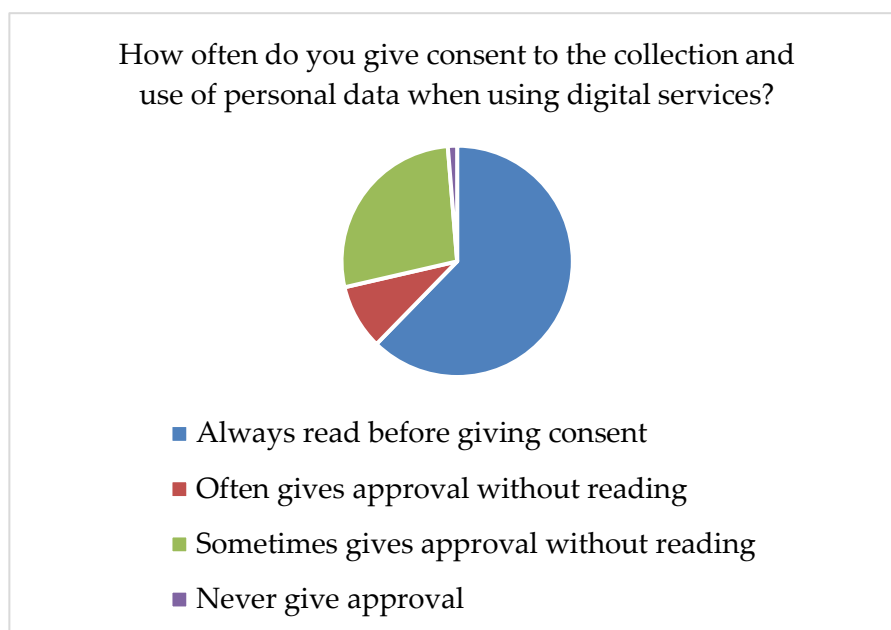 How often do you give consent to the collection and
use of personal data when using digital services?
Always read before giving consent
Often gives approval without reading
Sometimes gives approval without reading
Never give approval